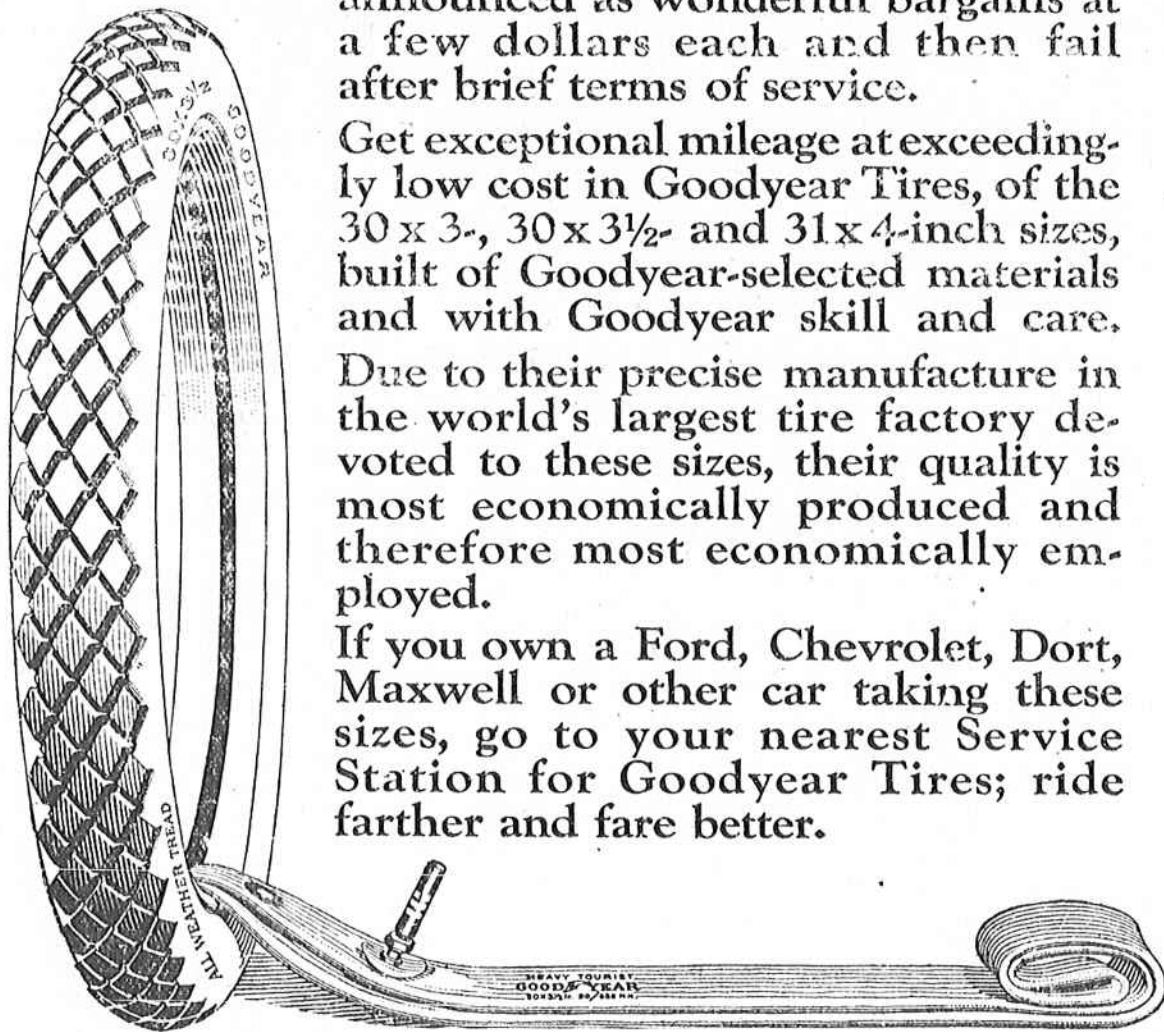 announced as wonderful bargains at
a few dollars each and then fail
after brief terms of service.
Get exceptional mileage at exceeding-
ly low cost in Goodyear Tires, of the
30 x 3-, 30 x 3½- and 31 x 4-inch sizes,
built of Goodyear-selected materials
and with Goodyear skill and care.
Due to their precise manufacture in
the world's largest tire factory de-
voted to these sizes, their quality is
most economically produced and
therefore most economically em-
ployed.
If you own a Ford, Chevrolet, Dort,
Maxwell or other car taking these
sizes, go to your nearest Service
Station for Goodyear Tires; ride
farther and fare better.
GOODYEAR
ALL WEATHER TREAD
HEAVY TOURIST
GOODYEAR